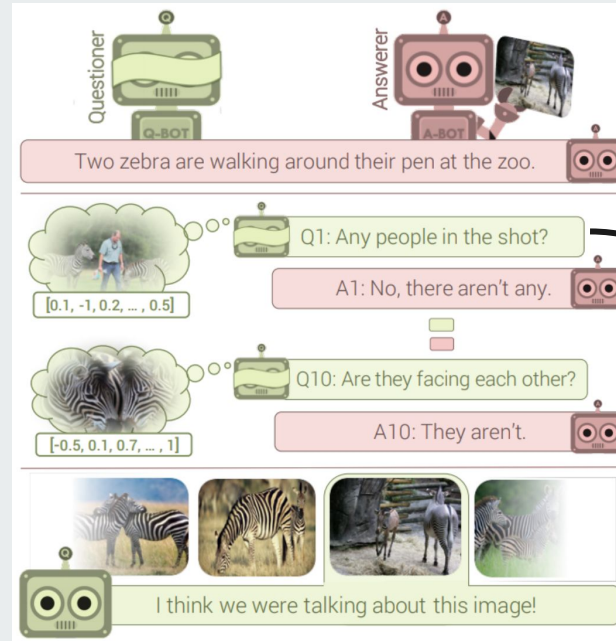 Q
A
Questioner
Answerer
Q-BOT
A-BOT
A
Two zebra are walking around their pen at the zoo.
Q
Q1: Any people in the shot?
A
[0.1, -1, 0.2, ... , 0.5]
A1: No, there aren't any.
Q
Q10: Are they facing each other?
A
[-0.5, 0.1, 0.7, ... , 1]
A10: They aren't.
Q
I think we were talking about this image!